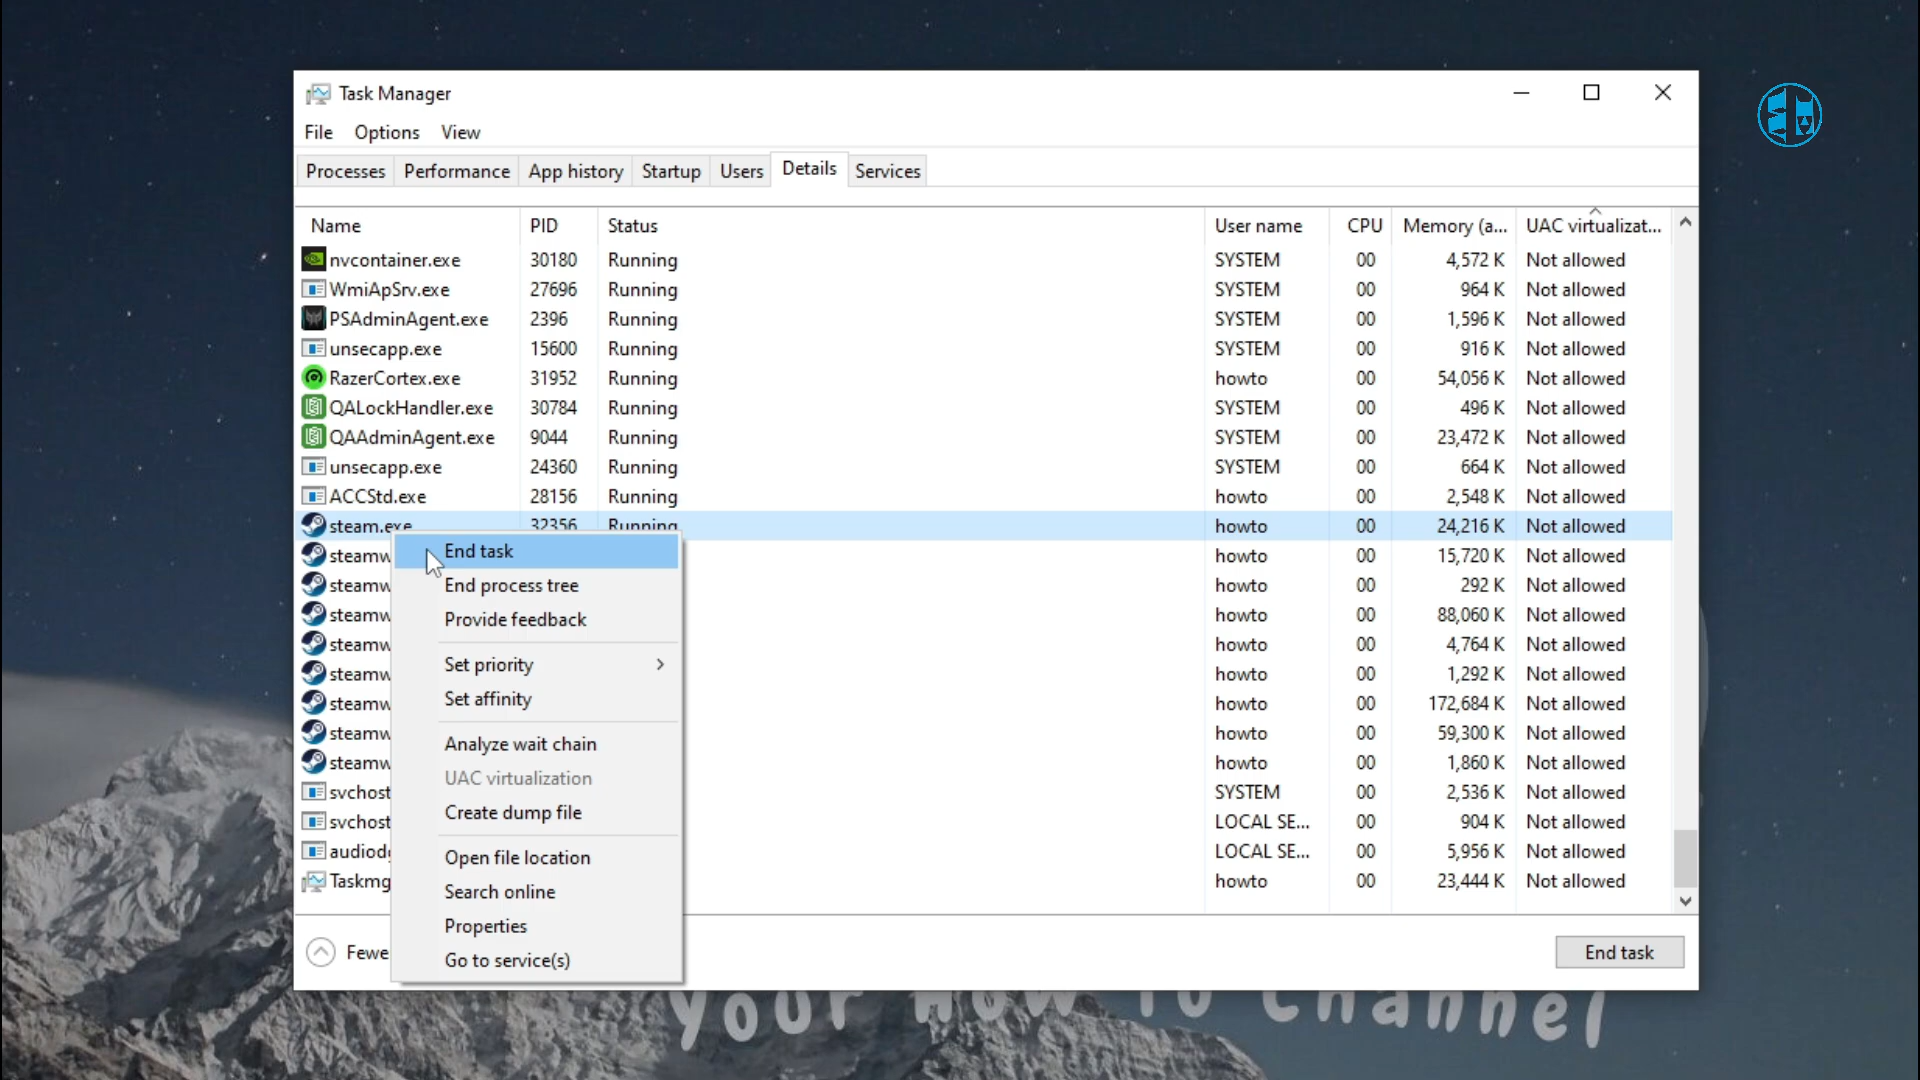 Task Manager
File Options View
Processes Performance App history Startup Users Details Services
Name PID Status User name CPU Memory (a... UAC virtualizat...
nvcontainer.exe 30180 Running SYSTEM 00 4,572 K Not allowed
WmiApSrv.exe 27696 Running SYSTEM 00 964 K Not allowed
PSAdminAgent.exe 2396 Running SYSTEM 00 1,596 K Not allowed
unsecapp.exe 15600 Running SYSTEM 00 916 K Not allowed
RazerCortex.exe 31952 Running howto 00 54,056 K Not allowed
QALockHandler.exe 30784 Running SYSTEM 00 496 K Not allowed
QAAdminAgent.exe 9044 Running SYSTEM 00 23,472 K Not allowed
unsecapp.exe 24360 Running SYSTEM 00 664 K Not allowed
ACCStd.exe 28156 Running howto 00 2,548 K Not allowed
steam.exe 32356 Running howto 00 24,216 K Not allowed
steamw howto 00 15,720 K Not allowed
steamw howto 00 292 K Not allowed
steamw howto 00 88,060 K Not allowed
steamw howto 00 4,764 K Not allowed
steamw howto 00 1,292 K Not allowed
steamw howto 00 172,684 K Not allowed
steamw howto 00 59,300 K Not allowed
steamw howto 00 1,860 K Not allowed
svchost SYSTEM 00 2,536 K Not allowed
svchost LOCAL SE... 00 904 K Not allowed
audiod LOCAL SE... 00 5,956 K Not allowed
Taskmg howto 00 23,444 K Not allowed
End task
End process tree
Provide feedback
Set priority
Set affinity
Analyze wait chain
UAC virtualization
Create dump file
Open file location
Search online
Properties
Go to service(s)
Fewe
End task
your How To Channel